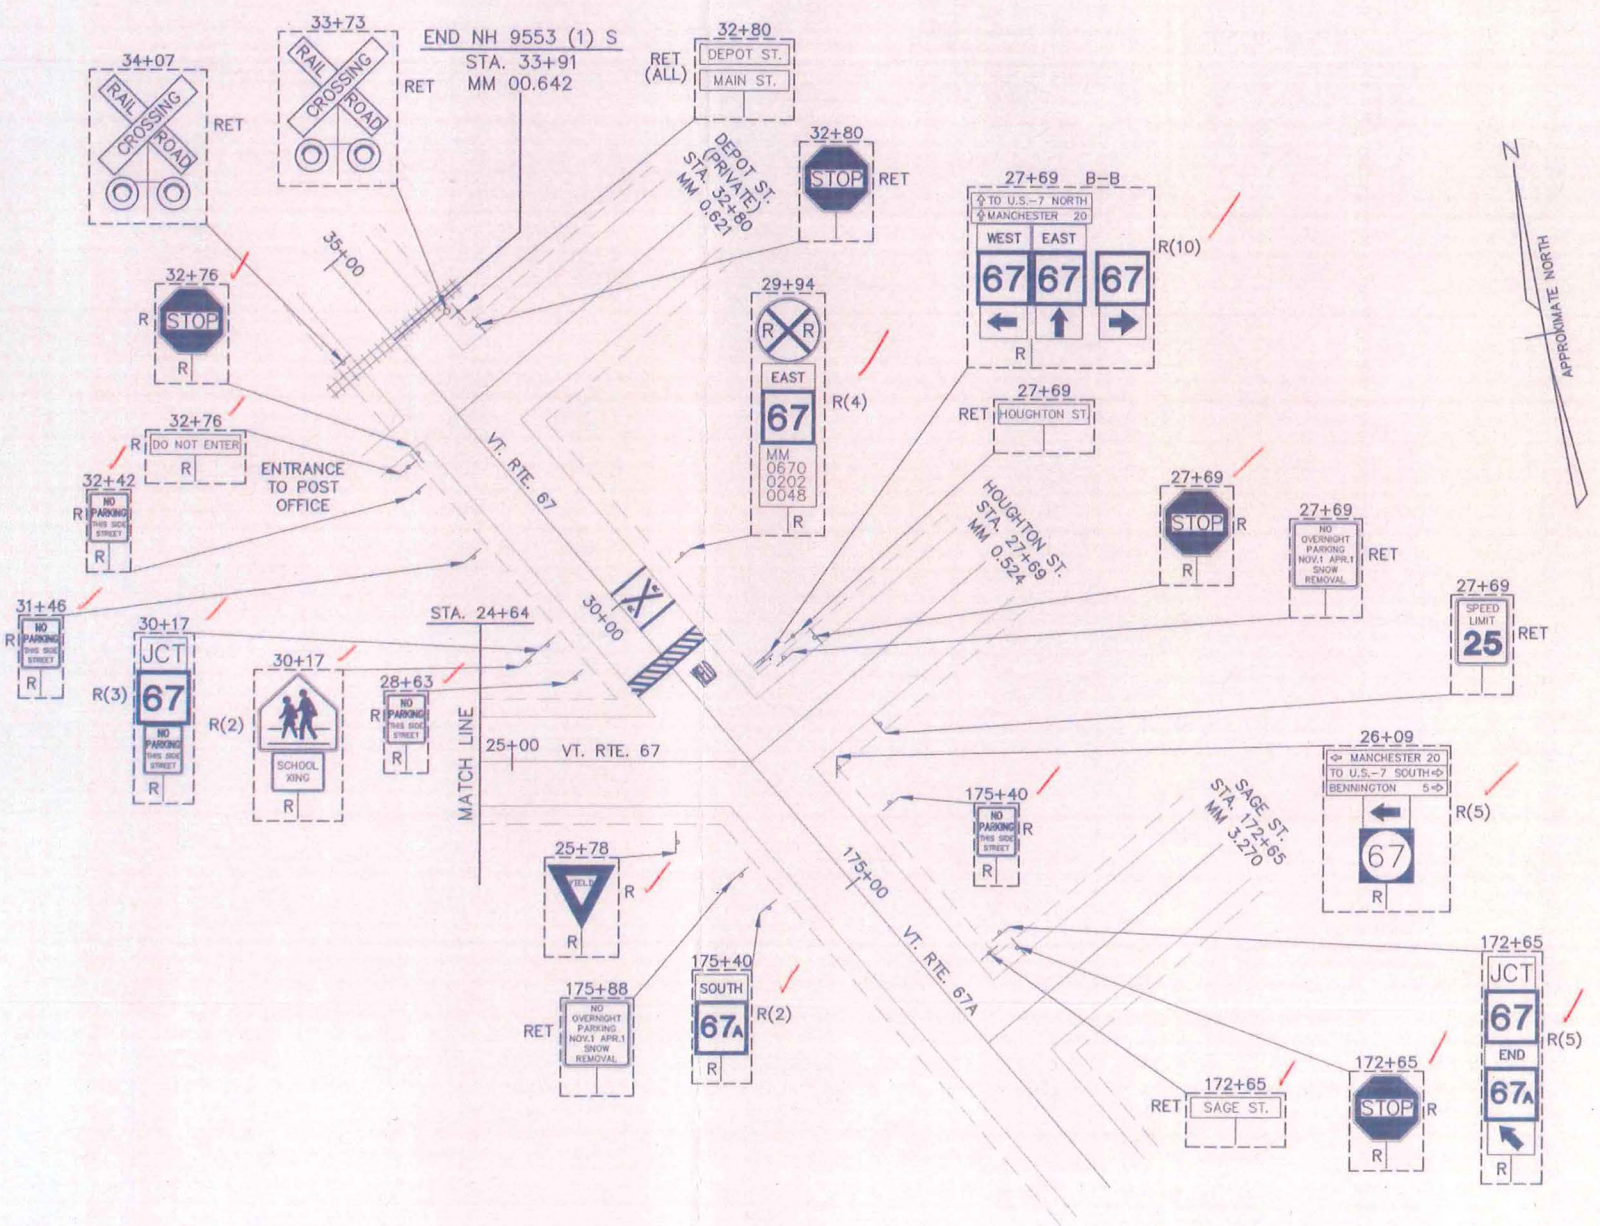 33+73
RAIL
CROSSING
ROAD
RET
END NH 9553 (1) S
STA. 33+91
MM 00.642
32+80
DEPOT ST.
MAIN ST.
RET
(ALL)
34+07
RAIL
CROSSING
ROAD
RET
32+80
STOP
RET
DEPOT ST.
(PRIVATE)
STA. 32+80
MM 0.621
27+69 B-B
TO U.S.-7 NORTH
MANCHESTER 20
WEST EAST
67 67 67
R(10)
R
N
APPROXIMATE NORTH
35+00
32+76
R STOP
R
29+94
R R
EAST
67
MM
0670
0202
0048
R(4)
R
27+69
RET HOUGHTON ST.
32+76
R DO NOT ENTER
R
ENTRANCE
TO POST
OFFICE
VT. RTE. 67
32+42
R
NO
PARKING
THIS SIDE
STREET
R
27+69
STOP R
R
27+69
NO
OVERNIGHT
PARKING
NOV.1 APR.1
SNOW
REMOVAL
RET
HOUGHTON ST.
STA. 27+69
MM 0.524
31+46
R
NO
PARKING
THIS SIDE
STREET
R
30+17
JCT
67
NO
PARKING
THIS SIDE
STREET
R(3)
R
30+17
SCHOOL
XING
R(2)
R
28+63
R
NO
PARKING
THIS SIDE
STREET
R
STA. 24+64
MATCH LINE
30+00
27+69
SPEED
LIMIT
25
RET
25+00
VT. RTE. 67
26+09
MANCHESTER 20
TO U.S.-7 SOUTH
BENNINGTON 5
67
R(5)
R
175+40
NO
PARKING
THIS SIDE
STREET
R
R
SAGE ST.
STA. 172+65
MM 3.270
25+78
YIELD
R
R
175+00
VT. RTE. 67A
175+88
NO
OVERNIGHT
PARKING
NOV.1 APR.1
SNOW
REMOVAL
RET
175+40
SOUTH
67A
R(2)
R
172+65
JCT
67
END
67A
R(5)
R
172+65
RET SAGE ST.
172+65
STOP R
R